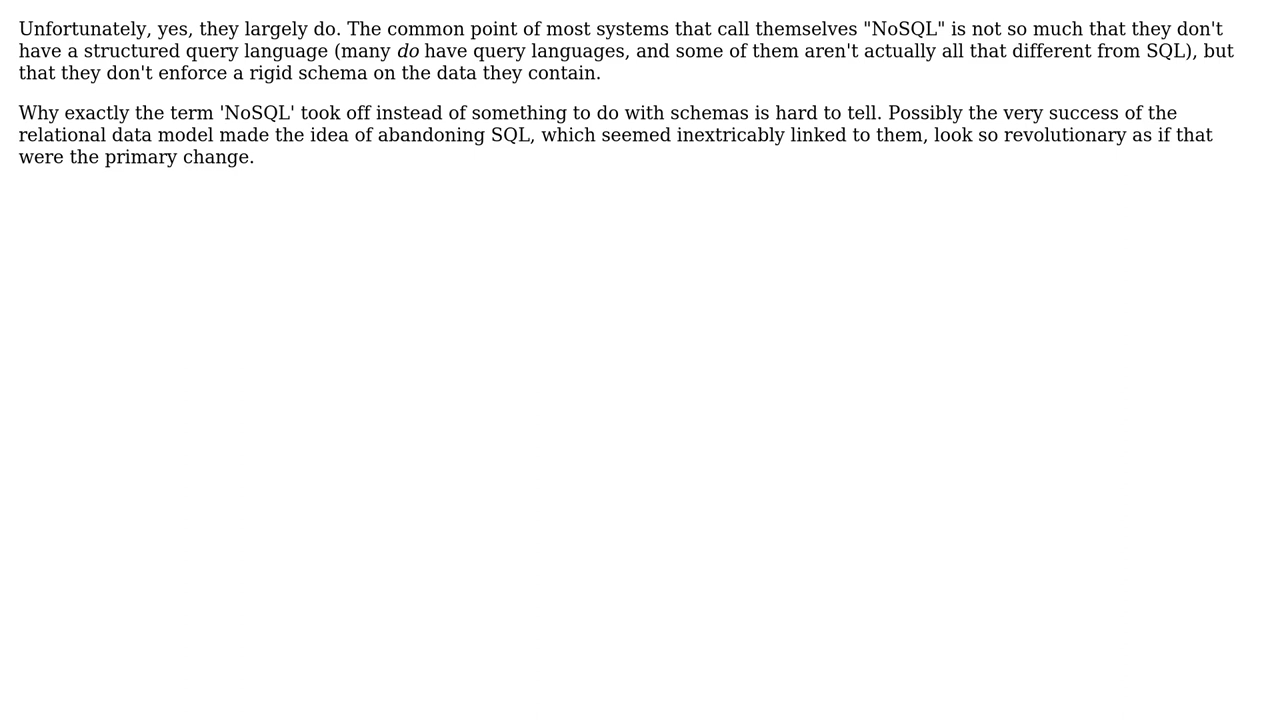 Unfortunately, yes, they largely do. The common point of most systems that call themselves "NoSQL" is not so much that they don't
have a structured query language (many do have query languages, and some of them aren't actually all that different from SQL), but
that they don't enforce a rigid schema on the data they contain.
Why exactly the term 'NoSQL' took off instead of something to do with schemas is hard to tell. Possibly the very success of the
relational data model made the idea of abandoning SQL, which seemed inextricably linked to them, look so revolutionary as if that
were the primary change.